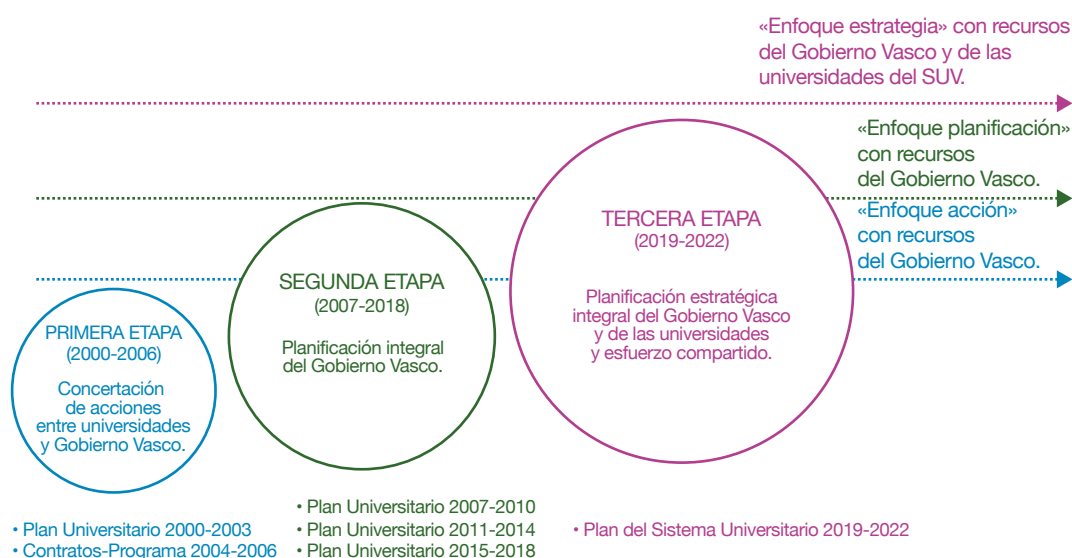 «Enfoque estrategia» con recursos
del Gobierno Vasco y de las
universidades del SUV.
«Enfoque planificación»
con recursos
del Gobierno Vasco.
«Enfoque acción»
con recursos
del Gobierno Vasco.
PRIMERA ETAPA
(2000-2006)
Concertación
de acciones
entre universidades
y Gobierno Vasco.
SEGUNDA ETAPA
(2007-2018)
Planificación integral
del Gobierno Vasco.
TERCERA ETAPA
(2019-2022)
Planificación estratégica
integral del Gobierno Vasco
y de las universidades
y esfuerzo compartido.
• Plan Universitario 2000-2003
• Contratos-Programa 2004-2006
• Plan Universitario 2007-2010
• Plan Universitario 2011-2014
• Plan Universitario 2015-2018
• Plan del Sistema Universitario 2019-2022